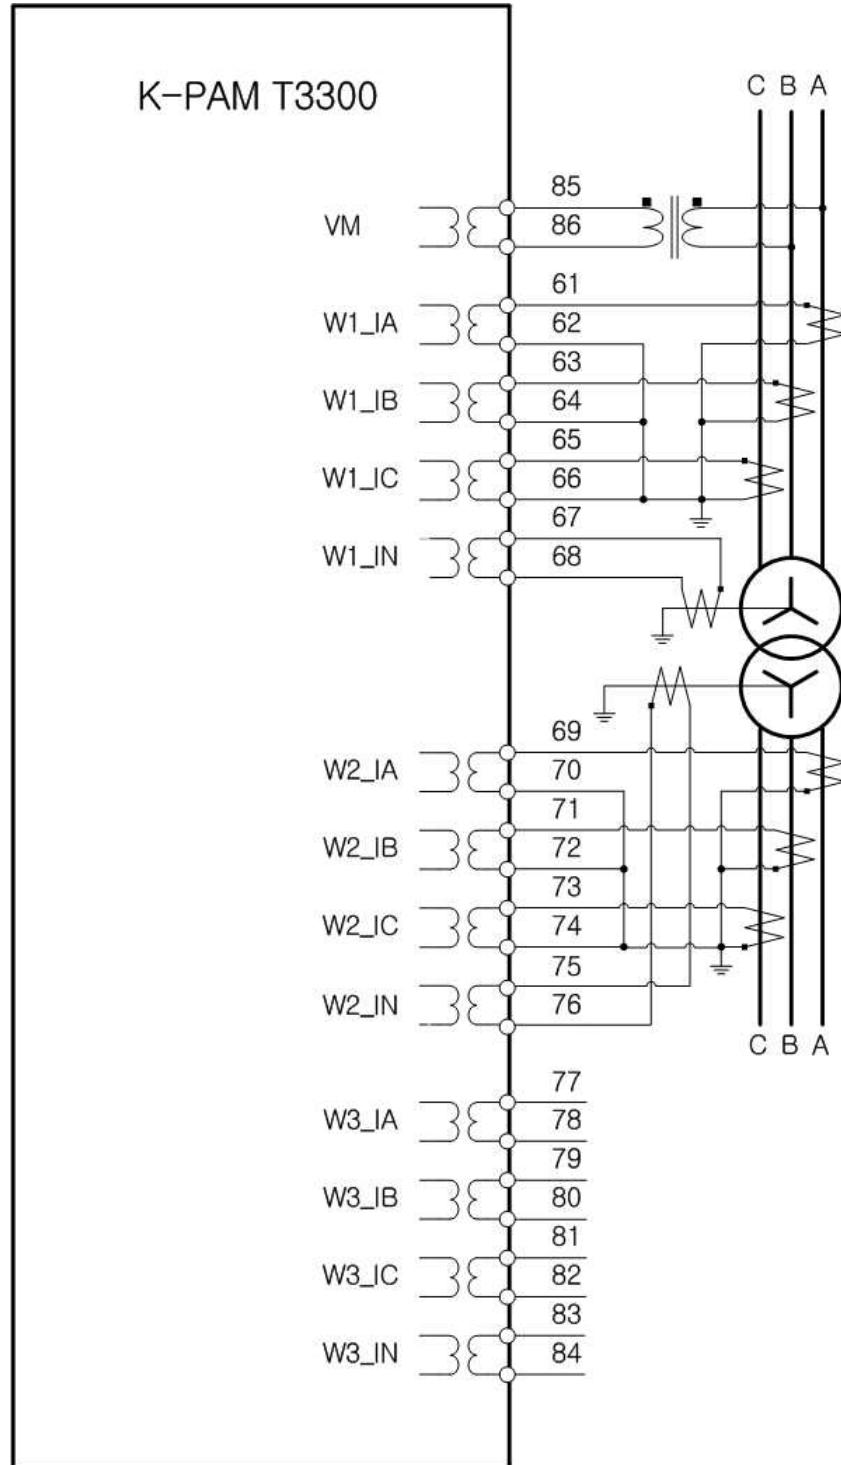 K-PAM T3300
C B A
85
VM
86
61
W1_IA
62
63
W1_IB
64
65
W1_IC
66
67
W1_IN
68
69
W2_IA
70
71
W2_IB
72
73
W2_IC
74
75
W2_IN
76
C B A
77
W3_IA
78
79
W3_IB
80
81
W3_IC
82
83
W3_IN
84